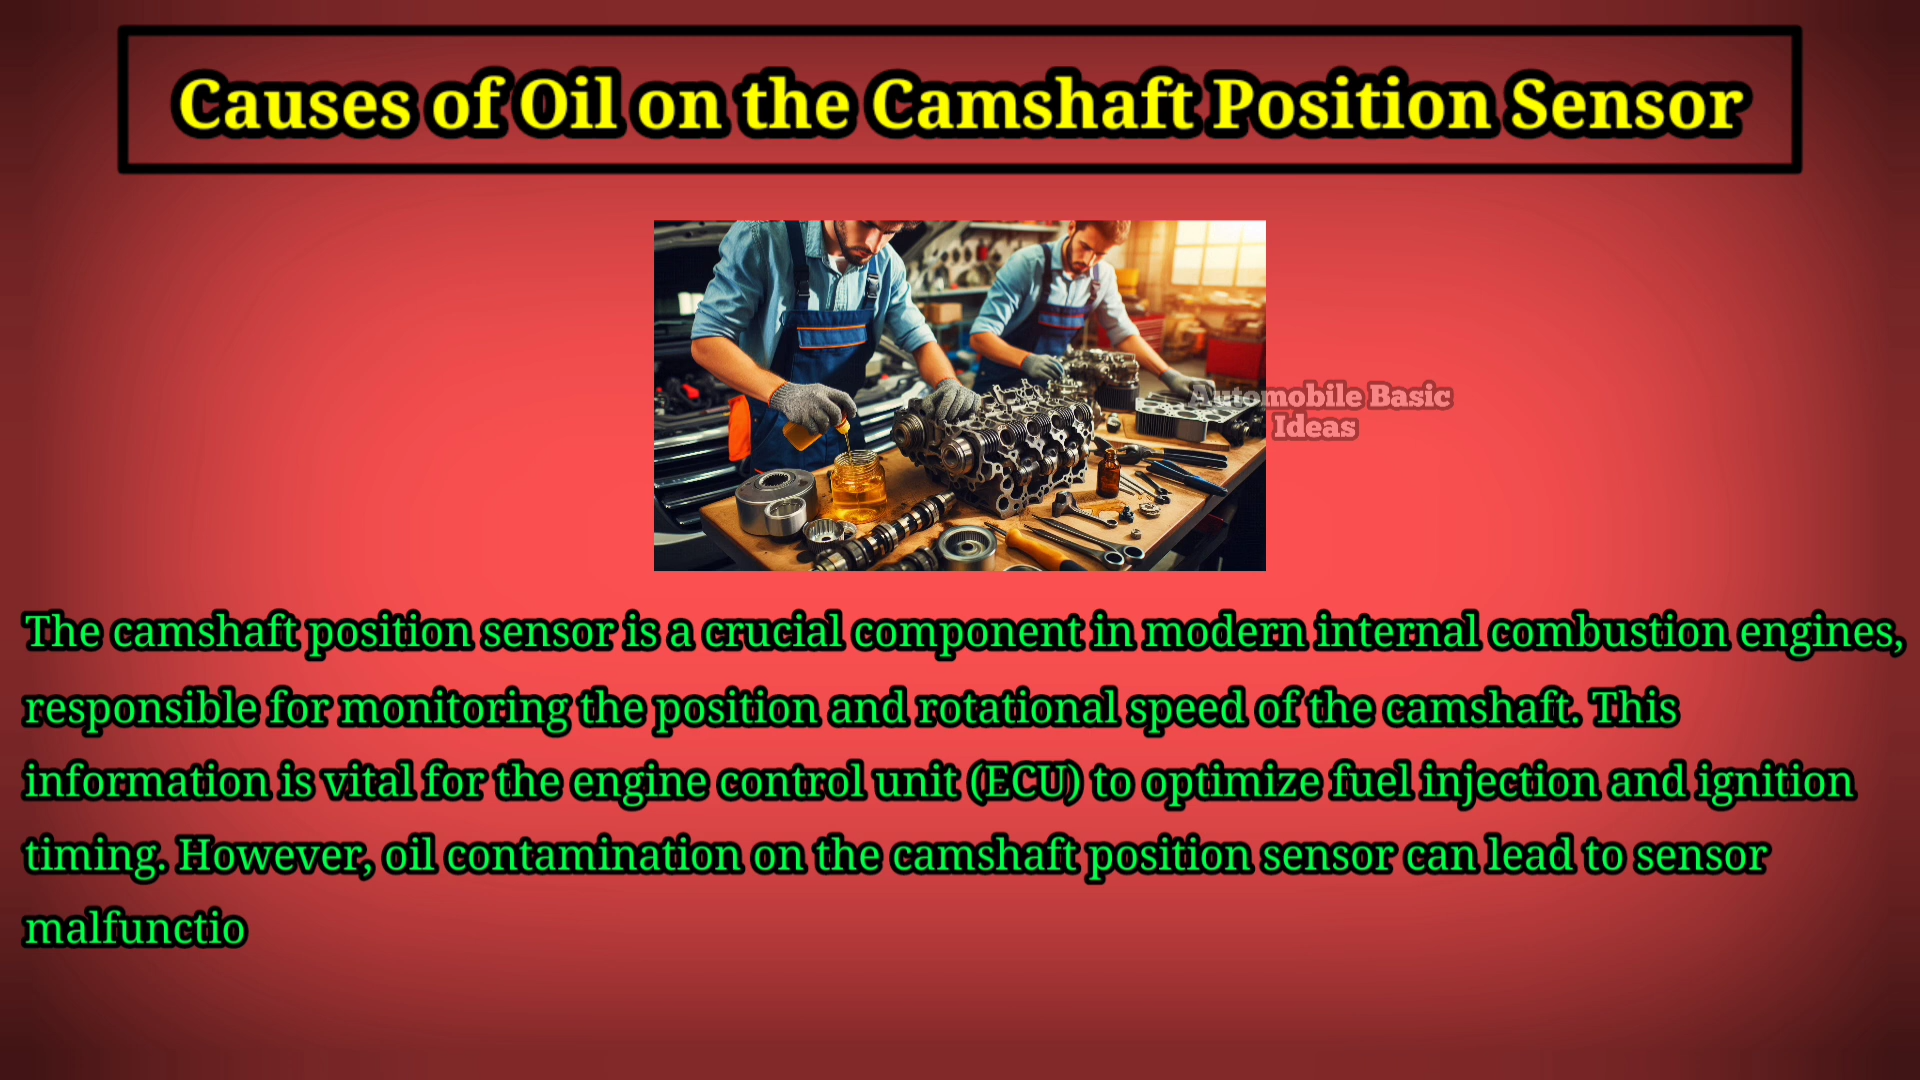 Causes of Oil on the Camshaft Position Sensor
Automobile Basic
Ideas
The camshaft position sensor is a crucial component in modern internal combustion engines,
responsible for monitoring the position and rotational speed of the camshaft. This
information is vital for the engine control unit (ECU) to optimize fuel injection and ignition
timing. However, oil contamination on the camshaft position sensor can lead to sensor
malfunctio